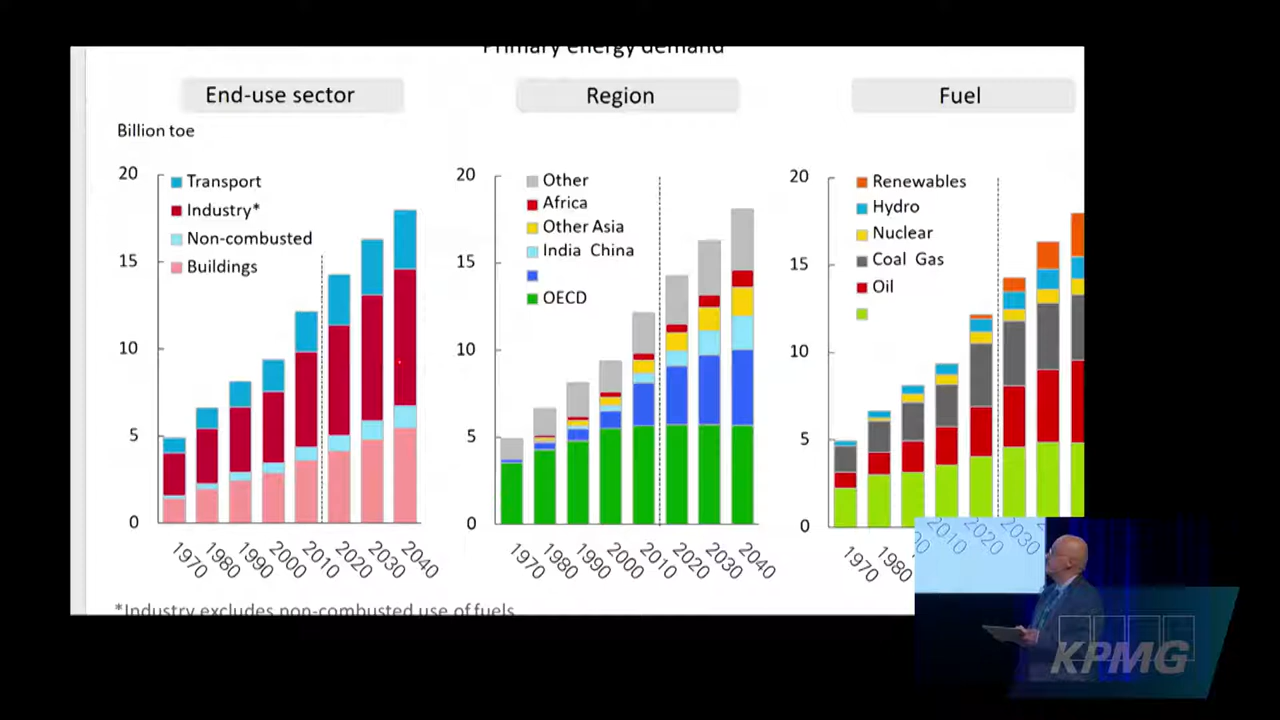 Primary energy demand
End-use sector
Region
Fuel
Billion toe
20
15
10
5
0
Transport
Industry*
Non-combusted
Buildings
1970
1980
1990
2000
2010
2020
2030
2040
20
15
10
5
0
Other
Africa
Other Asia
India China
OECD
1970
1980
1990
2000
2010
2020
2030
2040
20
15
10
5
0
Renewables
Hydro
Nuclear
Coal Gas
Oil
1970
1980
2010
2020
2030
*Industry excludes non-combusted use of fuels
KPMG